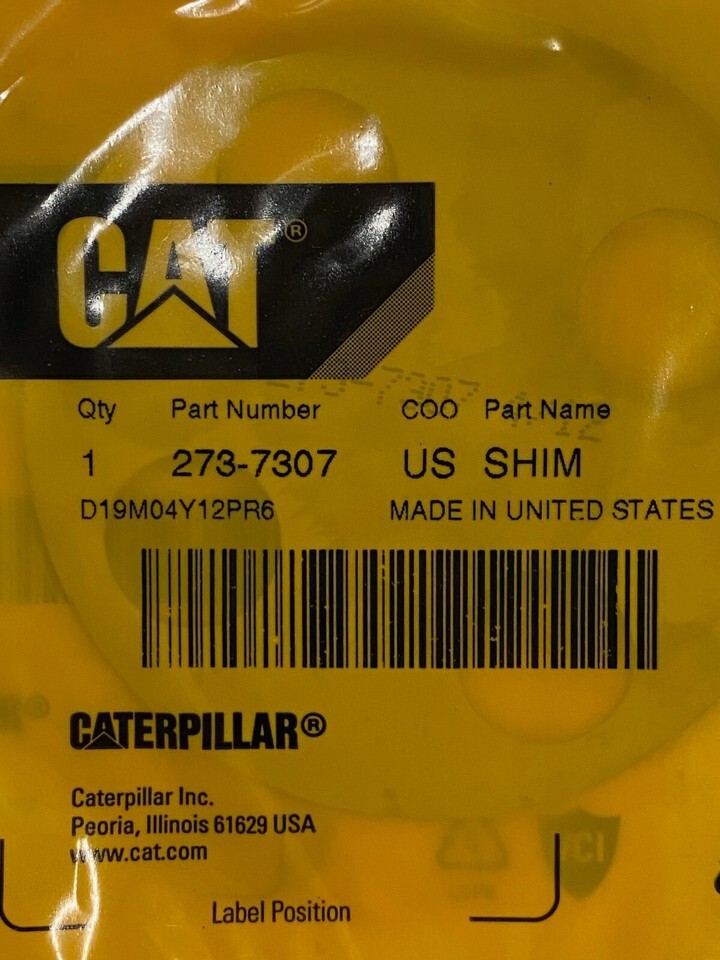 CAT®
Qty Part Number COO Part Name
1 273-7307 US SHIM
D19M04Y12PR6 MADE IN UNITED STATES
CATERPILLAR®
Caterpillar Inc.
Peoria, Illinois 61629 USA
www.cat.com
Label Position